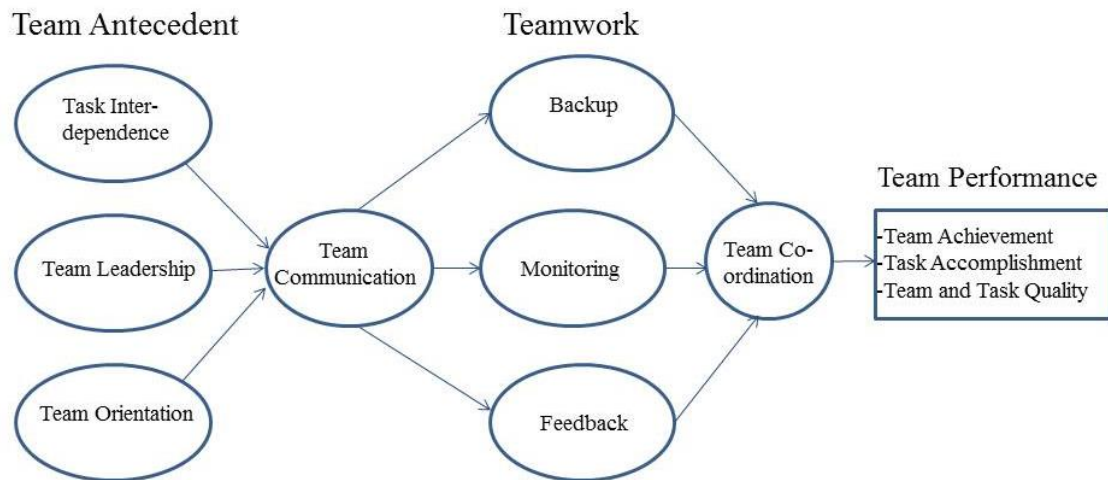 Team Antecedent
Teamwork
Task Inter-
dependence
Backup
Team Performance
Team Leadership
Team
Communication
Monitoring
Team Co-
ordination
-Team Achievement
-Task Accomplishment
-Team and Task Quality
Team Orientation
Feedback